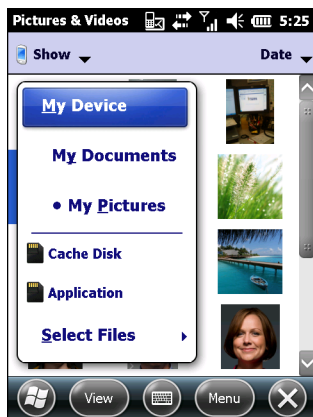 Pictures & Videos 5:25
Show Date
My Device
My Documents
• My Pictures
Cache Disk
Application
Select Files
View Menu